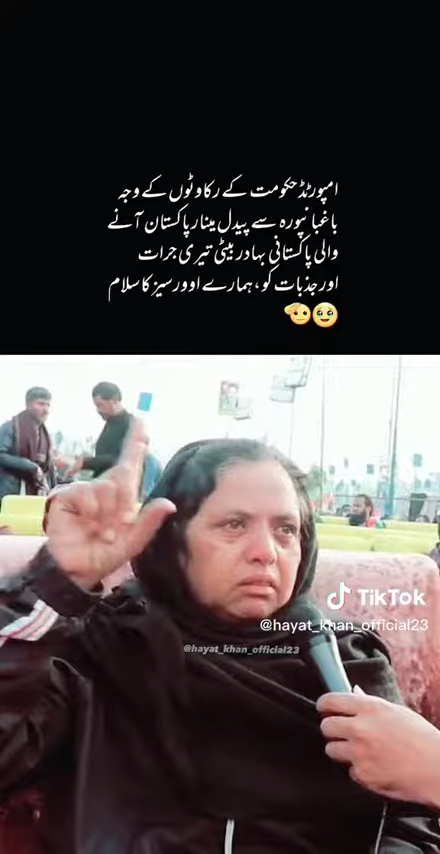 امپورٹڈ حکومت کے رکاوٹوں کے وجہ
باغبانپورہ سے پیدل مینار پاکستان آنے
والی پاکستانی بہادر بیٹی تیری جرات
اور جذبات کو، ہمارے اوورسیز کا سلام
🥹🫡
TikTok
@hayat_khan_official23
@hayat_khan_official23